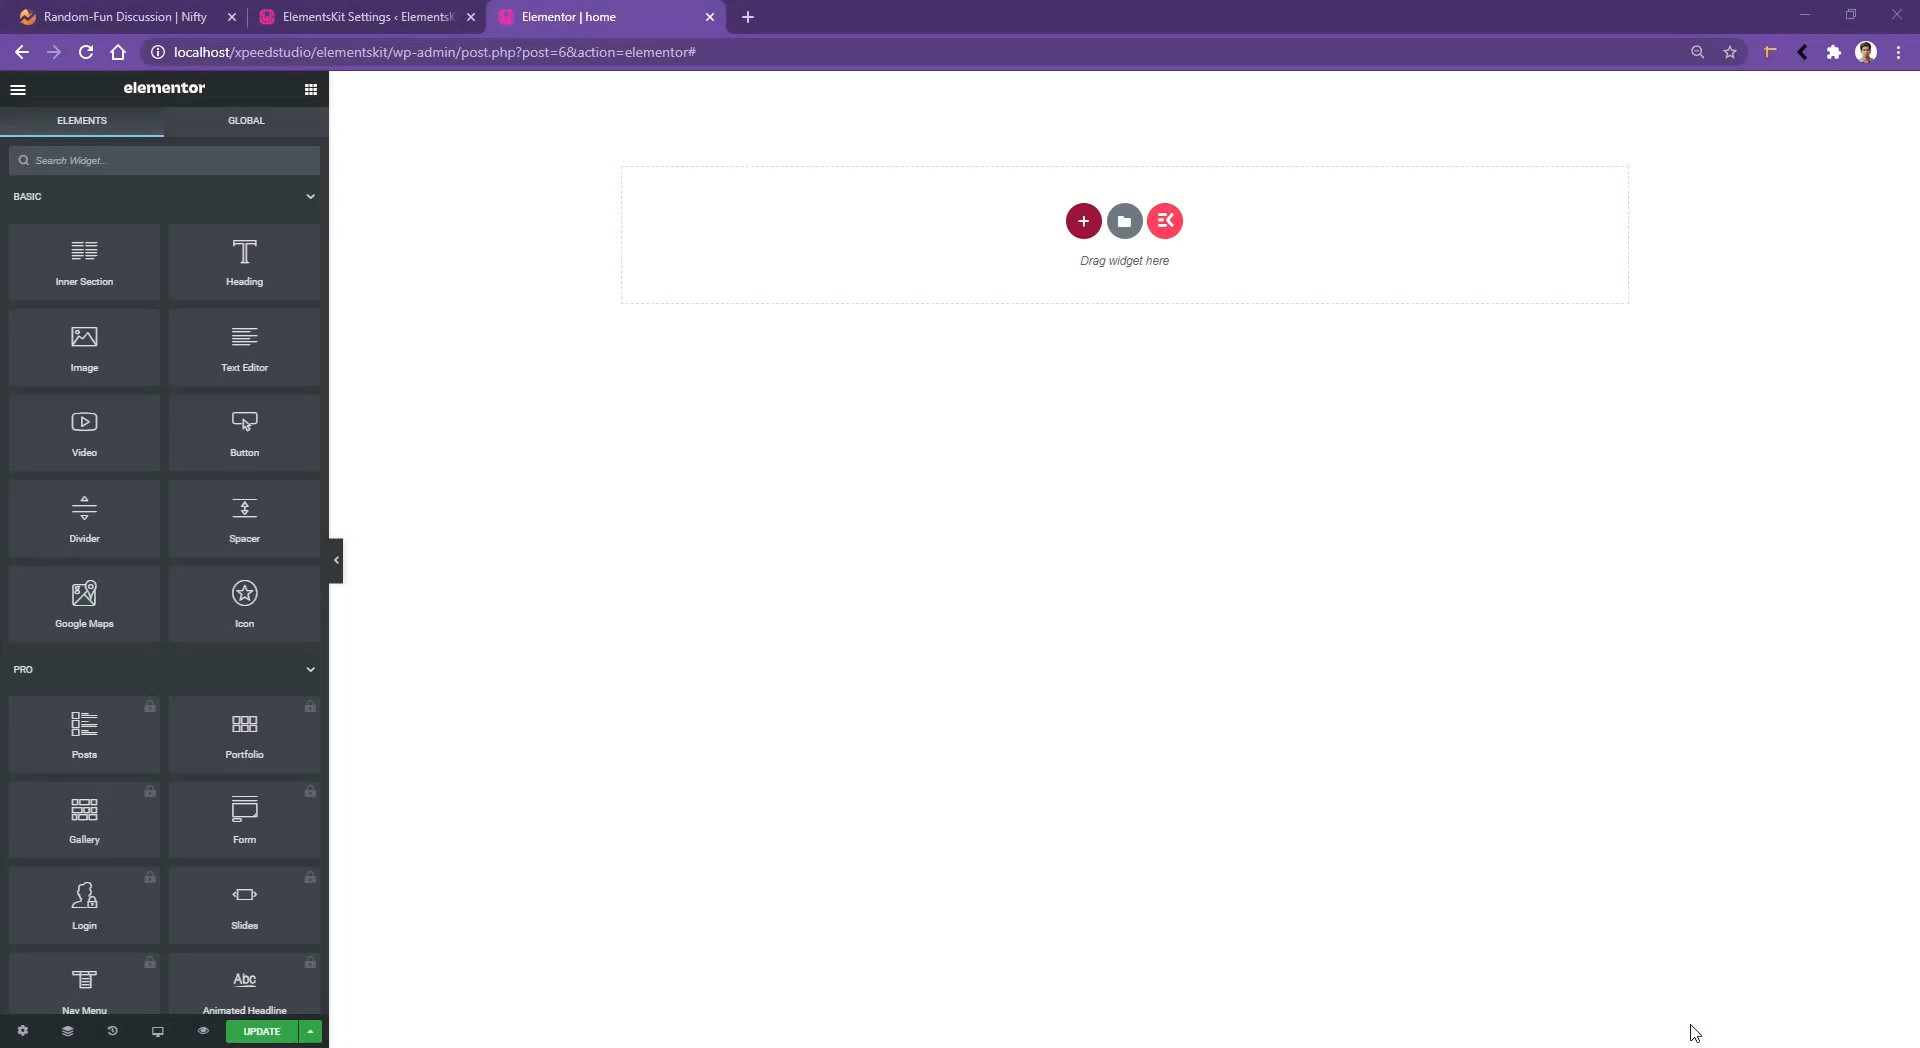 Random-Fun Discussion | Nifty
ElementsKit Settings ‹ ElementsK
Elementor | home
localhost/xpeedstudio/elementskit/wp-admin/post.php?post=6&action=elementor#
elementor
ELEMENTS
GLOBAL
Search Widget...
BASIC
Inner Section
Heading
Image
Text Editor
Video
Button
Divider
Spacer
Google Maps
Icon
PRO
Posts
Portfolio
Gallery
Form
Login
Slides
Nav Menu
Abc
Animated Headline
UPDATE
Drag widget here